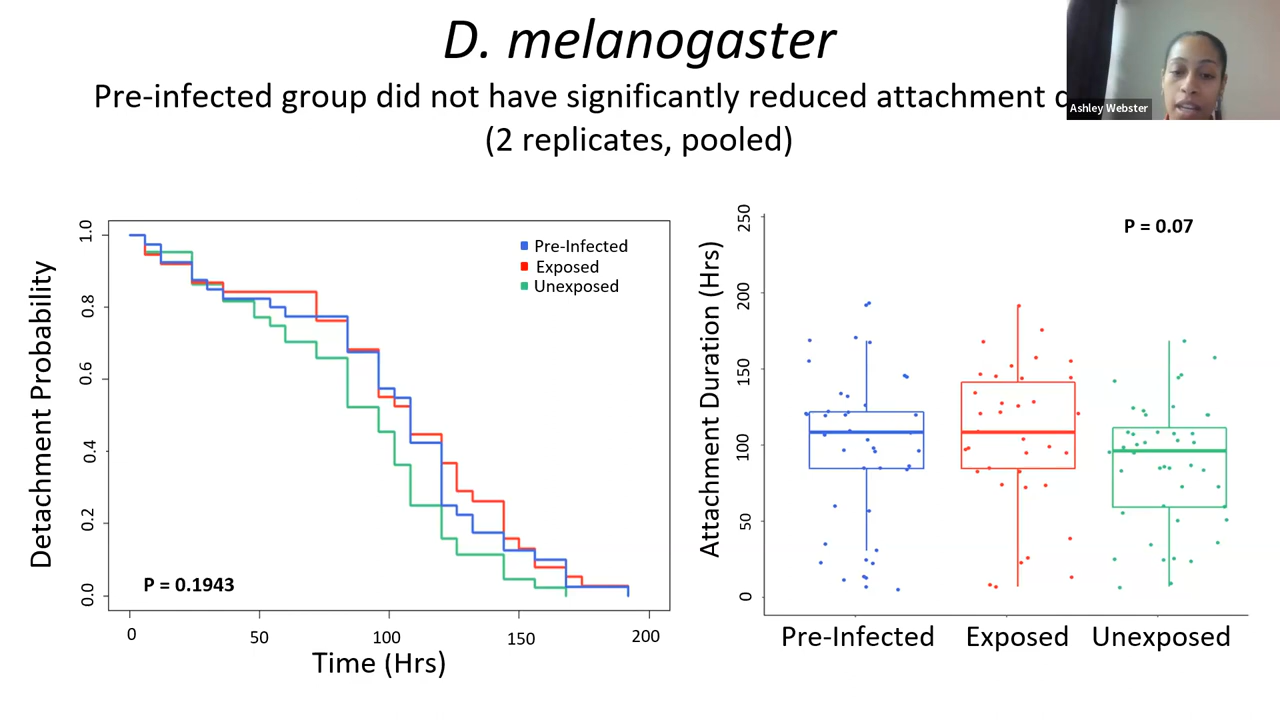 D. melanogaster
Pre-infected group did not have significantly reduced attachment
(2 replicates, pooled)
Ashley Webster
Detachment Probability
1.0
0.8
0.6
0.4
0.2
0.0
Pre-Infected
Exposed
Unexposed
P = 0.1943
0
50
100
150
200
Time (Hrs)
Attachment Duration (Hrs)
250
200
150
100
50
0
P = 0.07
Pre-Infected
Exposed
Unexposed